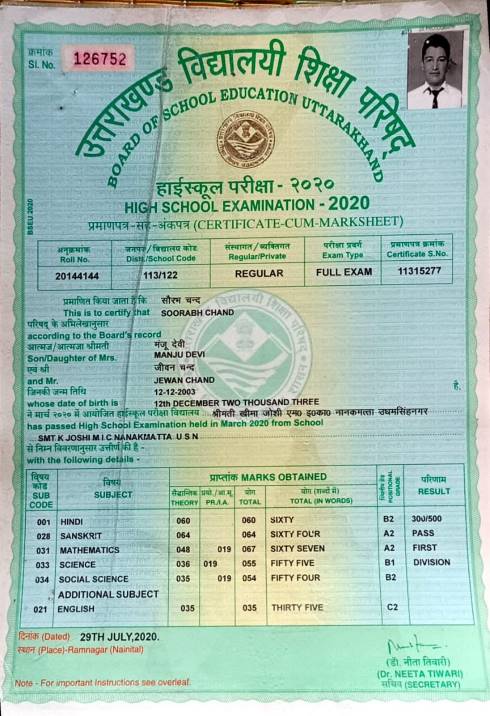 क्रमांक
Sl. No. 126752
उत्तराखण्ड विद्यालयी शिक्षा परिषद्
BOARD OF SCHOOL EDUCATION UTTARAKHAND
BSEU 2020
हाईस्कूल परीक्षा - २०२०
HIGH SCHOOL EXAMINATION - 2020
प्रमाणपत्र-सह-अंकपत्र (CERTIFICATE-CUM-MARKSHEET)
अनुक्रमांक जनपद / विद्यालय कोड संस्थागत / व्यक्तिगत परीक्षा प्रवर्ग प्रमाणपत्र क्रमांक
Roll No. Distt./School Code Regular/Private Exam Type Certificate S.No.
20144144 113/122 REGULAR FULL EXAM 11315277
प्रमाणित किया जाता है कि सौरभ चन्द
This is to certify that SOORABH CHAND
परिषद के अभिलेखानुसार
according to the Board's record
आत्मज/आत्मजा श्रीमती मंजू देवी
Son/Daughter of Mrs. MANJU DEVI
एवं श्री जीवन चन्द
and Mr. JEWAN CHAND
जिनकी जन्म तिथि 12-12-2003 है,
whose date of birth is 12TH DECEMBER TWO THOUSAND THREE
ने मार्च २०२० में आयोजित हाईस्कूल परीक्षा विद्यालय श्रीमती खीमा जोशी एम० इ०का० नानकमत्ता उधमसिंहनगर
has passed High School Examination held in March 2020 from School
SMT K JOSHI M I C NANAKMATTA U S N
से निम्न विवरणानुसार उत्तीर्ण की है -
with the following details -
विषय कोड विषय प्राप्तांक MARKS OBTAINED परिणाम
SUB CODE SUBJECT सैद्धान्तिक THEORY PR./I.A. योग TOTAL योग (शब्दों में) TOTAL (IN WORDS) POSITIONAL GRADE RESULT
001 HINDI 060 060 SIXTY B2 300/500
028 SANSKRIT 064 064 SIXTY FOUR A2 PASS
031 MATHEMATICS 048 019 067 SIXTY SEVEN A2 FIRST
033 SCIENCE 036 019 055 FIFTY FIVE B1 DIVISION
034 SOCIAL SCIENCE 035 019 054 FIFTY FOUR B2
ADDITIONAL SUBJECT
021 ENGLISH 035 035 THIRTY FIVE C2
दिनांक (Dated) 29TH JULY,2020.
स्थान (Place)-Ramnagar (Nainital)
(डॉ. नीता तिवारी)
(Dr. NEETA TIWARI)
सचिव (SECRETARY)
Note - For important instructions see overleaf.